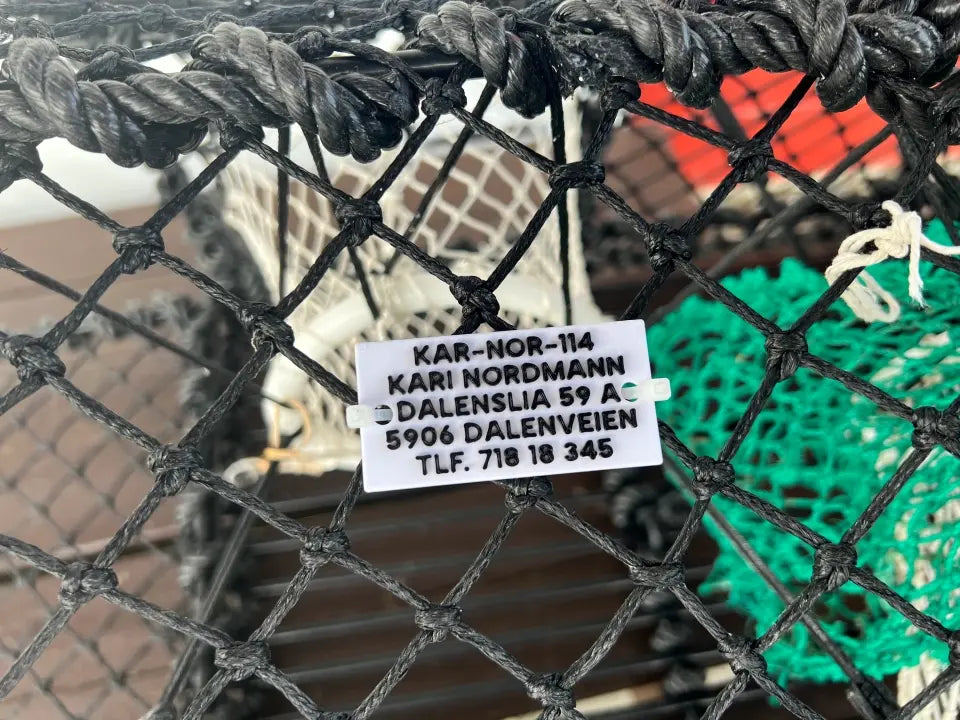 KAR-NOR-114
KARI NORDMANN
DALENSLIA 59 A
5906 DALENVEIEN
TLF. 718 18 345